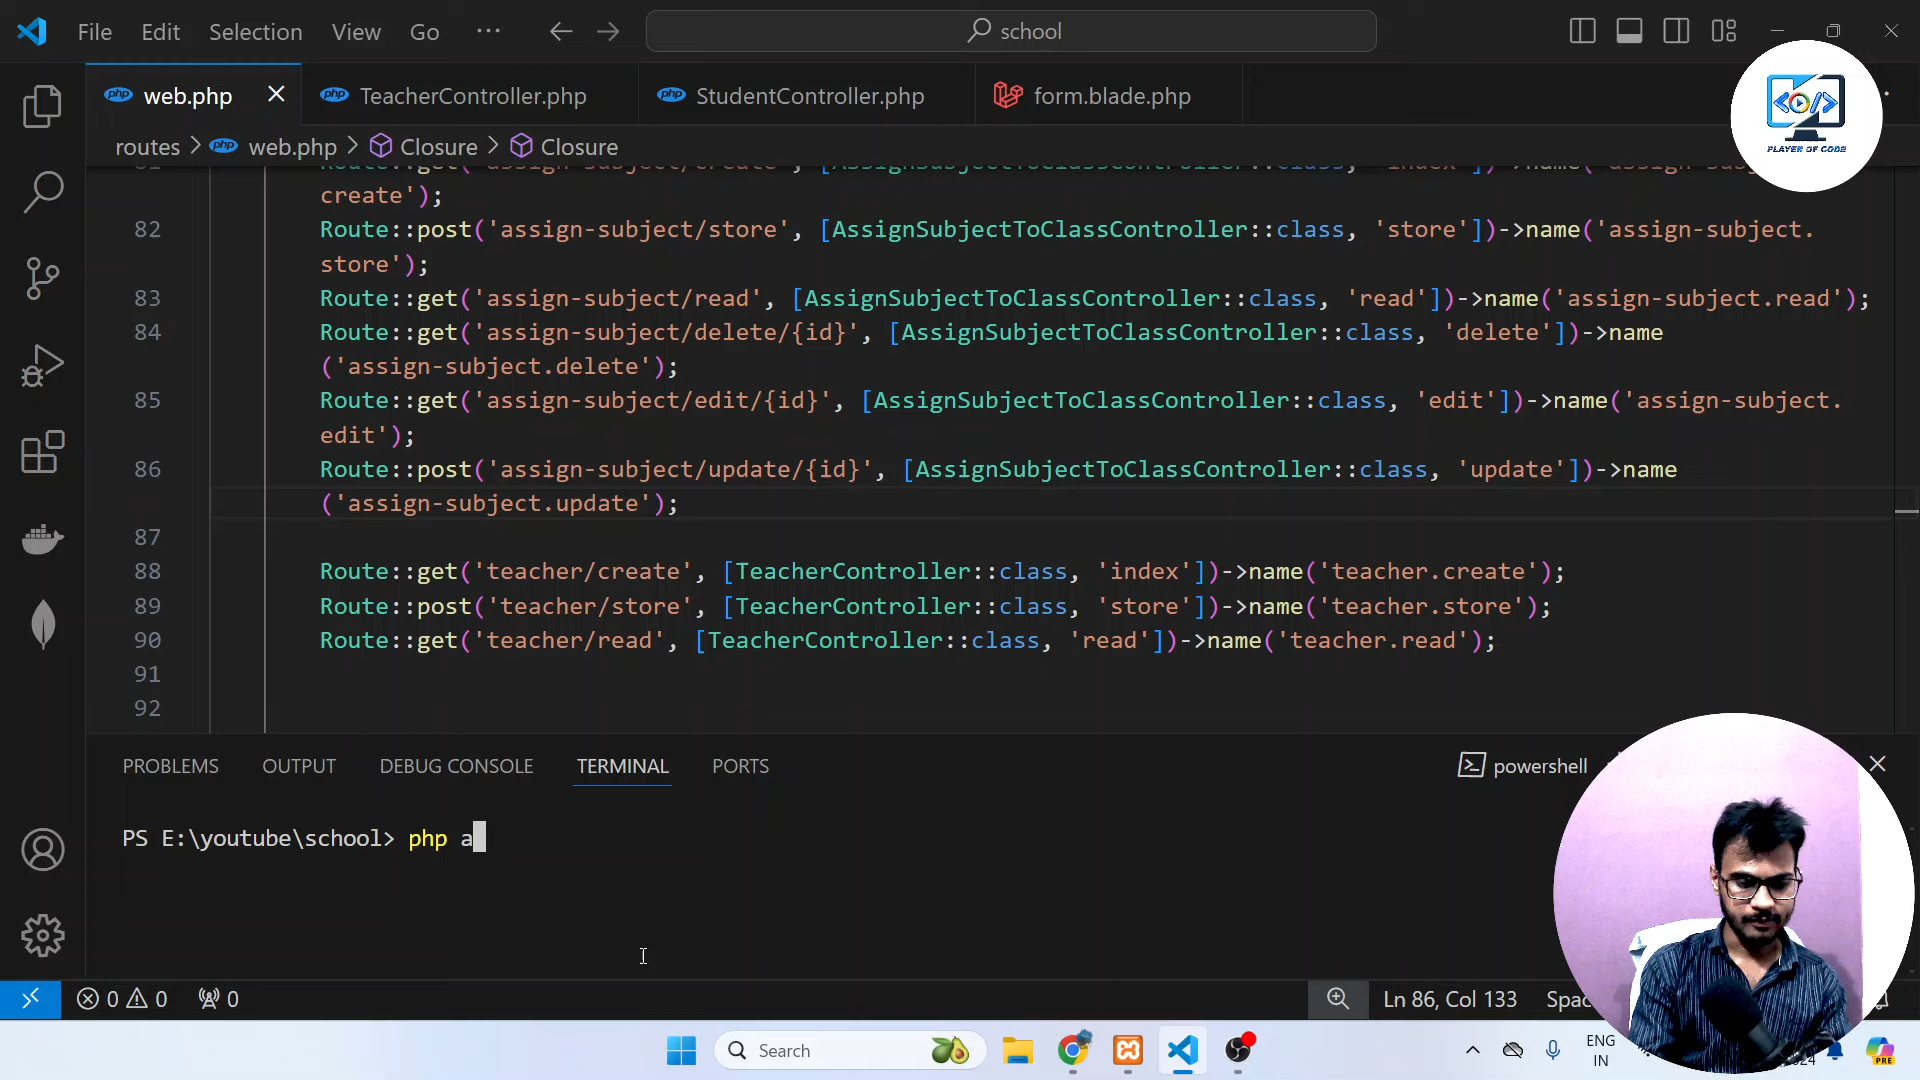 File Edit Selection View Go ··· school
web.php TeacherController.php StudentController.php form.blade.php
PLAYER OF CODE
routes > web.php > Closure > Closure
create');
82 Route::post('assign-subject/store', [AssignSubjectToClassController::class, 'store'])->name('assign-subject.
store');
83 Route::get('assign-subject/read', [AssignSubjectToClassController::class, 'read'])->name('assign-subject.read');
84 Route::get('assign-subject/delete/{id}', [AssignSubjectToClassController::class, 'delete'])->name
('assign-subject.delete');
85 Route::get('assign-subject/edit/{id}', [AssignSubjectToClassController::class, 'edit'])->name('assign-subject.
edit');
86 Route::post('assign-subject/update/{id}', [AssignSubjectToClassController::class, 'update'])->name
('assign-subject.update');
87
88 Route::get('teacher/create', [TeacherController::class, 'index'])->name('teacher.create');
89 Route::post('teacher/store', [TeacherController::class, 'store'])->name('teacher.store');
90 Route::get('teacher/read', [TeacherController::class, 'read'])->name('teacher.read');
91
92
PROBLEMS OUTPUT DEBUG CONSOLE TERMINAL PORTS powershell
PS E:\youtube\school> php a
0 0 0 Ln 86, Col 133
Search ENG
IN
PRE